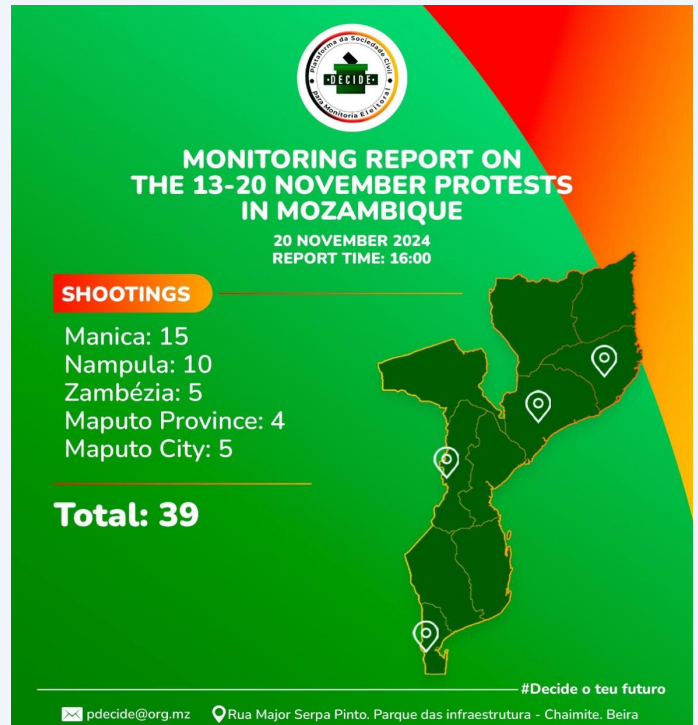 Plataforma da Sociedade Civil
DECIDE
para Monitoria Eleitoral
MONITORING REPORT ON
THE 13-20 NOVEMBER PROTESTS
IN MOZAMBIQUE
20 NOVEMBER 2024
REPORT TIME: 16:00
SHOOTINGS
Manica: 15
Nampula: 10
Zambézia: 5
Maputo Province: 4
Maputo City: 5
Total: 39
#Decide o teu futuro
pdecide@org.mz Rua Major Serpa Pinto. Parque das infraestrutura - Chaimite. Beira